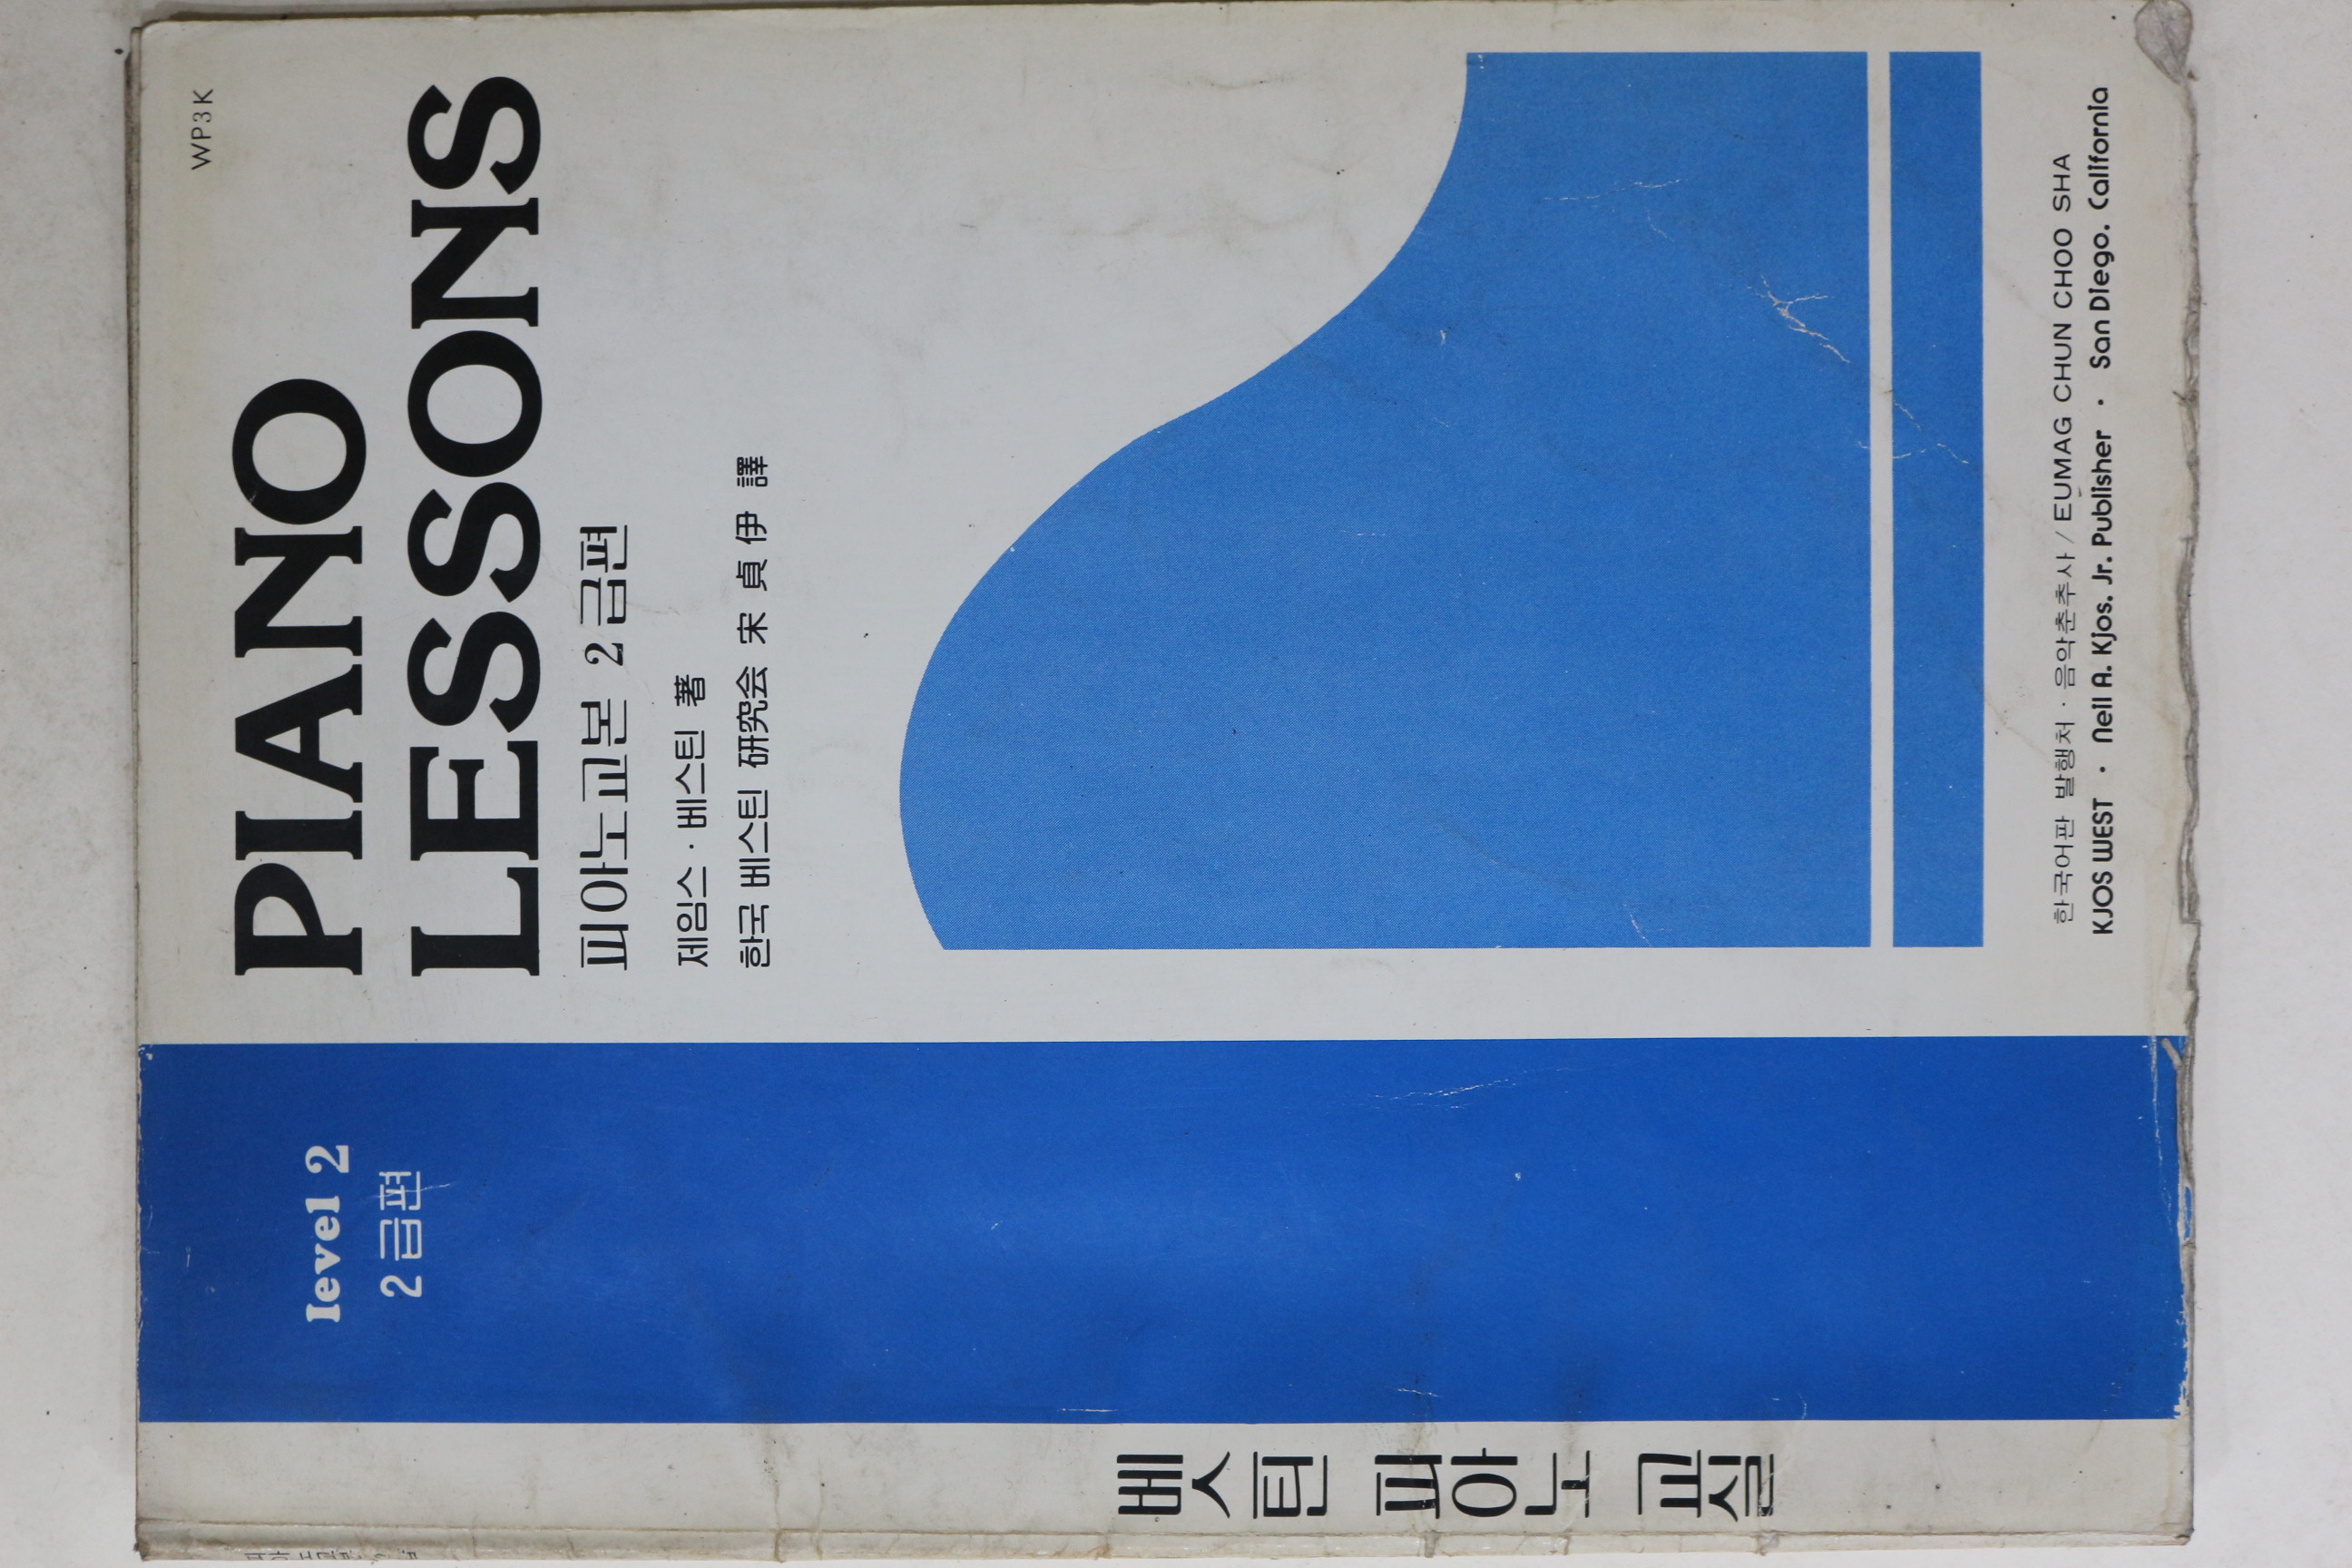 WP3K
PIANO
LESSONS
피아노교본 2급편
제임스·베스틴 著
한국 베스틴 研究会 宋 貞 伊 譯
level 2
2급편
베스틴 피아노 교실
한국어판 발행처 · 음악춘추사 / EUMAG CHUN CHOO SHA
KJOS WEST · Neil A. Kjos. Jr. Publisher · San Diego. California